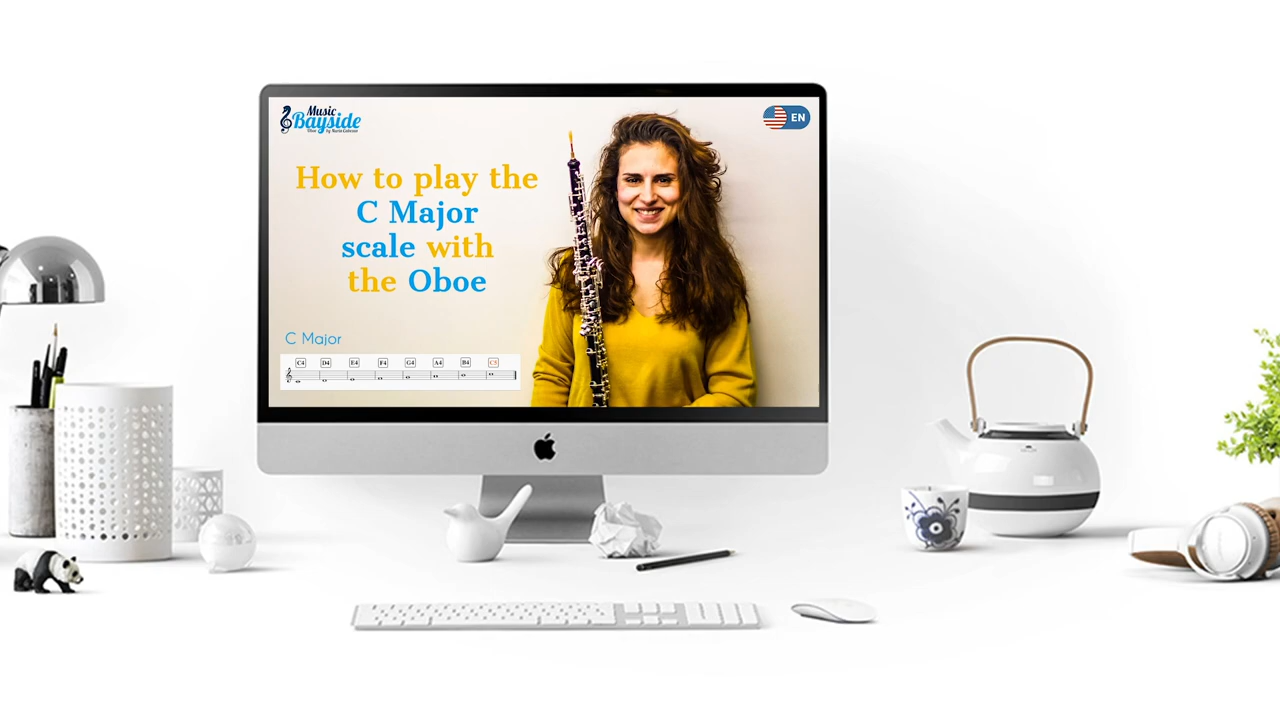 Music
Bayside
EN
How to play the
C Major
scale with
the Oboe
C Major
C4 D4 E4 F4 G4 A4 B4 C5